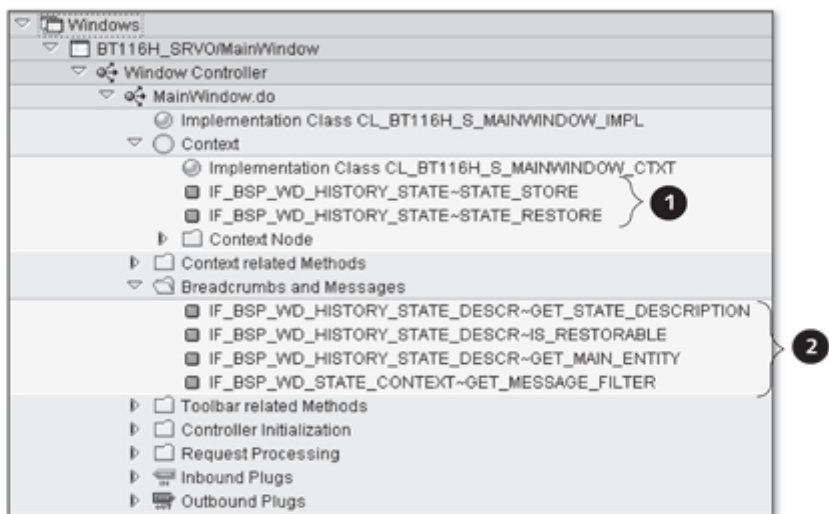 Windows
BT116H_SRVO/MainWindow
Window Controller
MainWindow.do
Implementation Class CL_BT116H_S_MAINWINDOW_IMPL
Context
Implementation Class CL_BT116H_S_MAINWINDOW_CTXT
IF_BSP_WD_HISTORY_STATE~STATE_STORE
IF_BSP_WD_HISTORY_STATE~STATE_RESTORE
1
Context Node
Context related Methods
Breadcrumbs and Messages
IF_BSP_WD_HISTORY_STATE_DESCR~GET_STATE_DESCRIPTION
IF_BSP_WD_HISTORY_STATE_DESCR~IS_RESTORABLE
IF_BSP_WD_HISTORY_STATE_DESCR~GET_MAIN_ENTITY
IF_BSP_WD_STATE_CONTEXT~GET_MESSAGE_FILTER
2
Toolbar related Methods
Controller Initialization
Request Processing
Inbound Plugs
Outbound Plugs